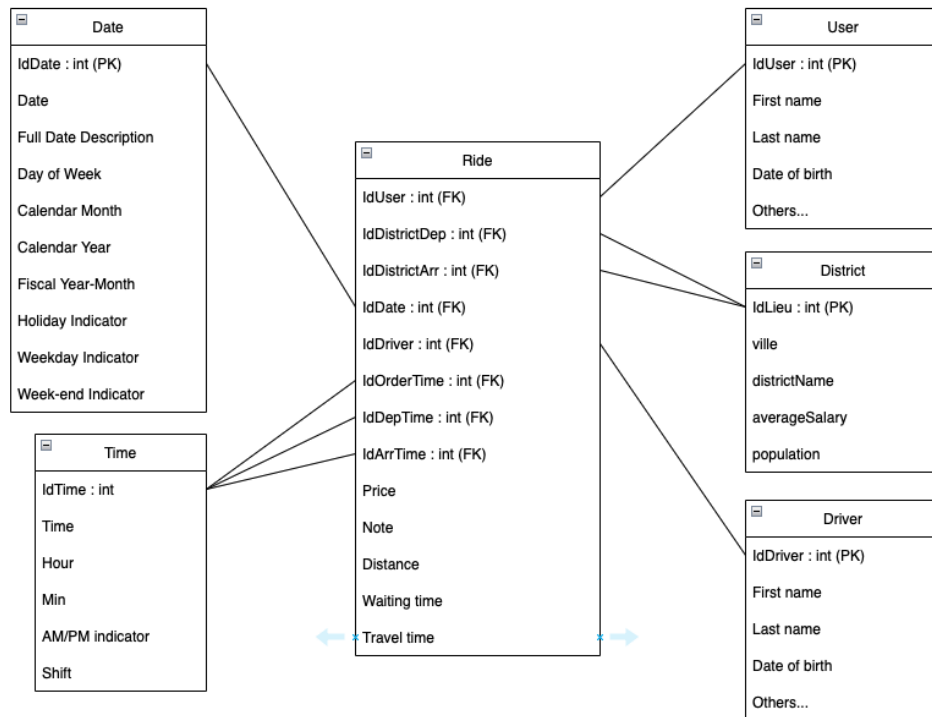 Date
IdDate : int (PK)
Date
Full Date Description
Day of Week
Calendar Month
Calendar Year
Fiscal Year-Month
Holiday Indicator
Weekday Indicator
Week-end Indicator
Time
IdTime : int
Time
Hour
Min
AM/PM indicator
Shift
Ride
IdUser : int (FK)
IdDistrictDep : int (FK)
IdDistrictArr : int (FK)
IdDate : int (FK)
IdDriver : int (FK)
IdOrderTime : int (FK)
IdDepTime : int (FK)
IdArrTime : int (FK)
Price
Note
Distance
Waiting time
Travel time
User
IdUser : int (PK)
First name
Last name
Date of birth
Others...
District
IdLieu : int (PK)
ville
districtName
averageSalary
population
Driver
IdDriver : int (PK)
First name
Last name
Date of birth
Others...